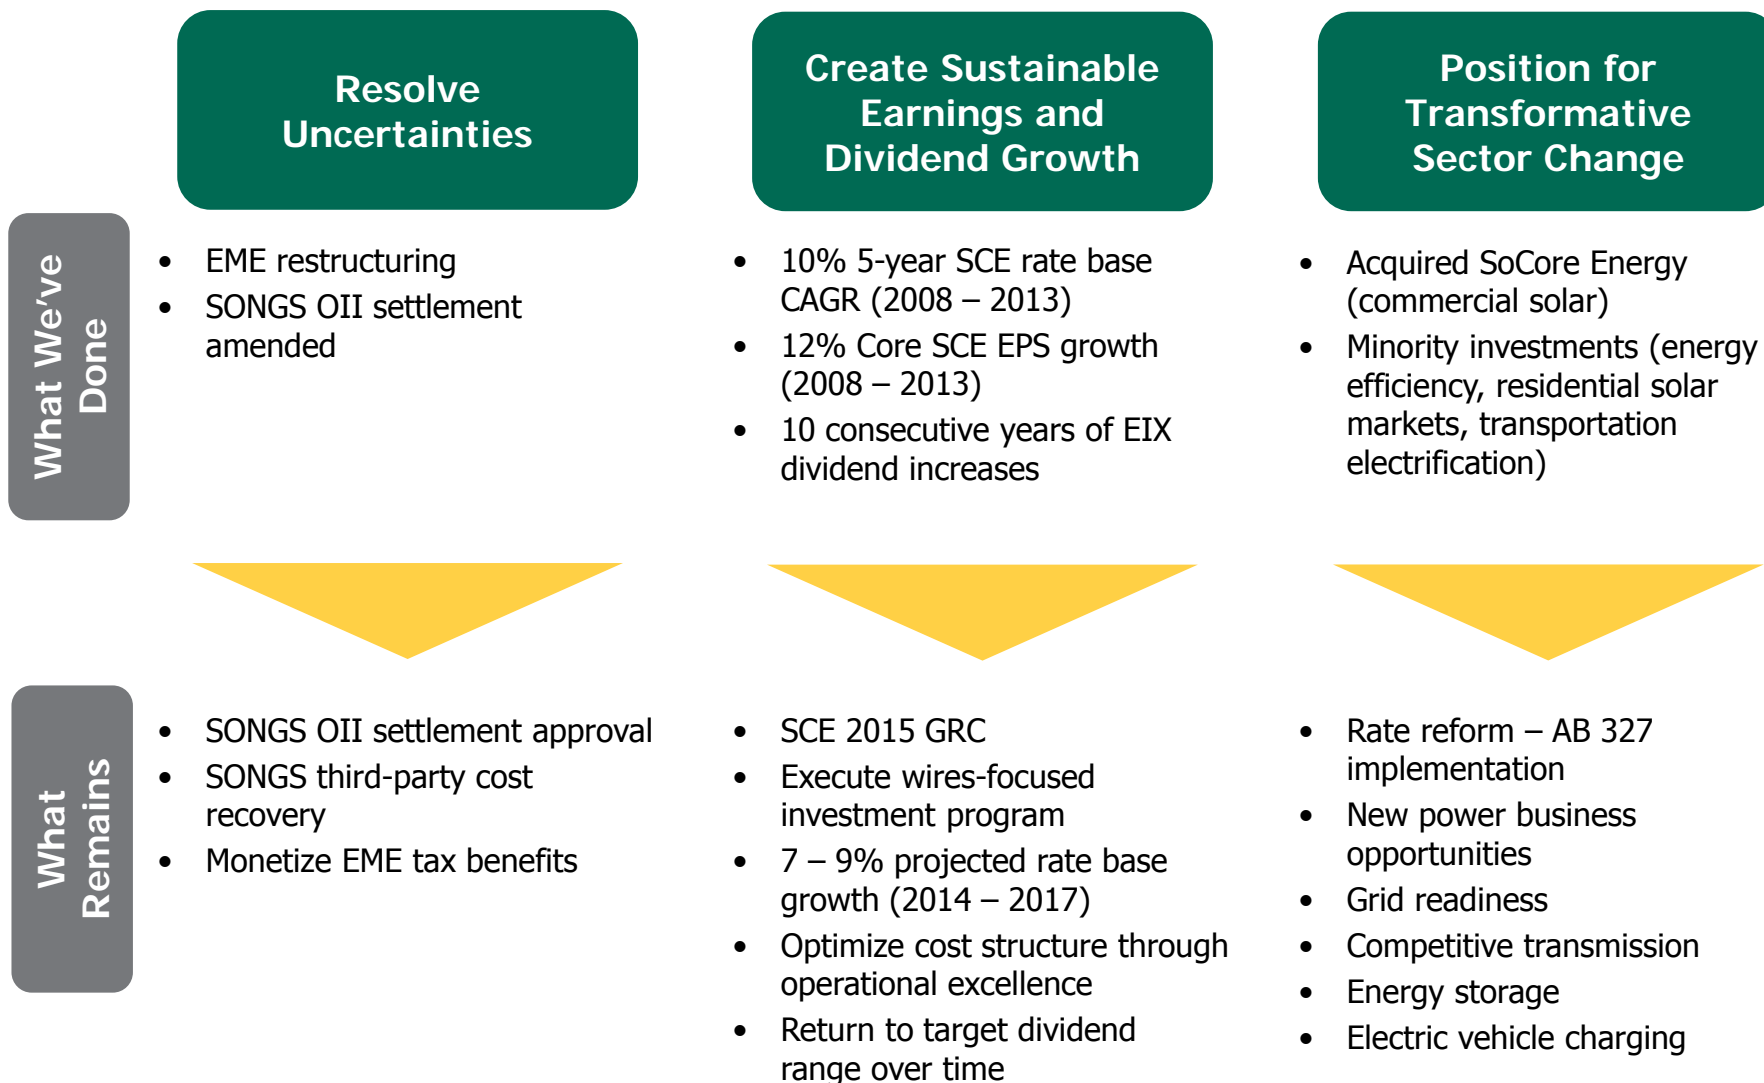 Resolve
Uncertainties
Create Sustainable
Earnings and
Dividend Growth
Position for
Transformative
Sector Change
What We've
Done
• EME restructuring
• SONGS OII settlement
amended
• 10% 5-year SCE rate base
CAGR (2008 – 2013)
• 12% Core SCE EPS growth
(2008 – 2013)
• 10 consecutive years of EIX
dividend increases
• Acquired SoCore Energy
(commercial solar)
• Minority investments (energy
efficiency, residential solar
markets, transportation
electrification)
What
Remains
• SONGS OII settlement approval
• SONGS third-party cost
recovery
• Monetize EME tax benefits
• SCE 2015 GRC
• Execute wires-focused
investment program
• 7 – 9% projected rate base
growth (2014 – 2017)
• Optimize cost structure through
operational excellence
• Return to target dividend
range over time
• Rate reform – AB 327
implementation
• New power business
opportunities
• Grid readiness
• Competitive transmission
• Energy storage
• Electric vehicle charging